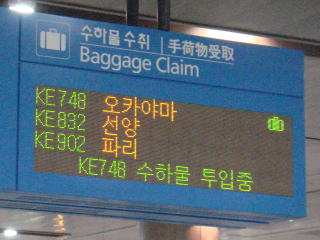 수하물 수취 | 手荷物受取
Baggage Claim
KE748 오카야마
KE832 선양
KE902 파리
KE748 수하물 투입중